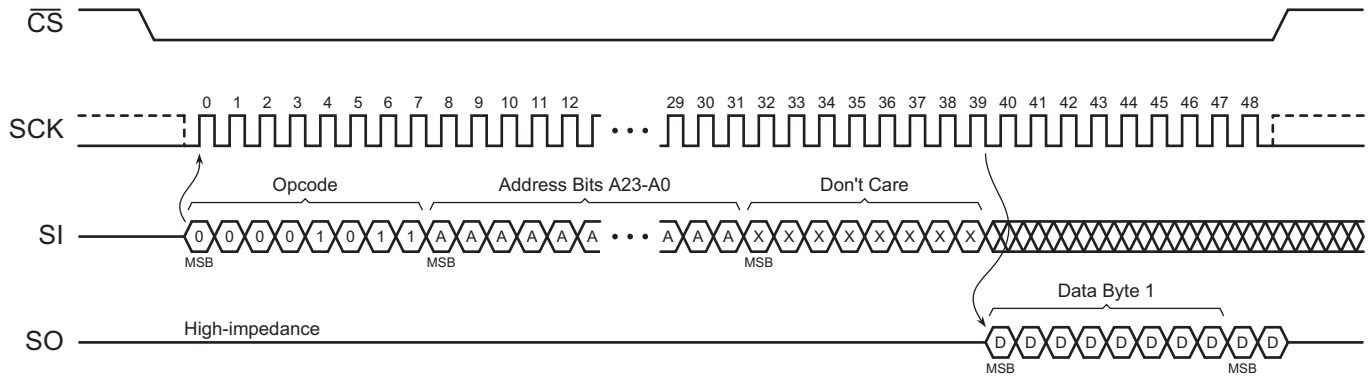 CS
0 1 2 3 4 5 6 7 8 9 10 11 12 29 30 31 32 33 34 35 36 37 38 39 40 41 42 43 44 45 46 47 48
SCK
Opcode Address Bits A23-A0 Don't Care
SI 0 0 0 0 1 0 1 1 A A A A A A • • • A A A X X X X X X X X
MSB MSB MSB
Data Byte 1
High-impedance
SO D D D D D D D D D D
MSB MSB